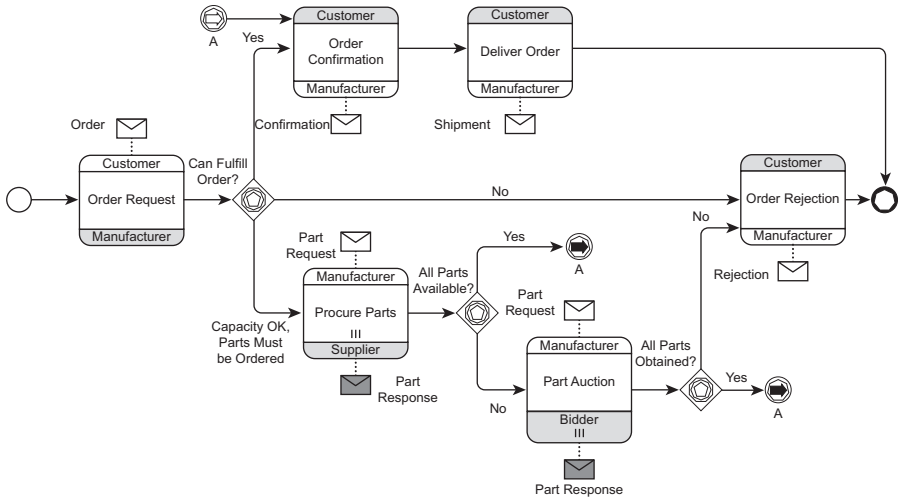 Customer
Order
Confirmation
Manufacturer
Confirmation
A
Yes
Customer
Deliver Order
Manufacturer
Shipment
Order
Customer
Order Request
Manufacturer
Can Fulfill
Order?
No
Customer
Order Rejection
Manufacturer
Rejection
Capacity OK,
Parts Must
be Ordered
Part
Request
Manufacturer
Procure Parts
Supplier
Part
Response
All Parts
Available?
Yes
A
No
Part
Request
Manufacturer
Part Auction
Bidder
Part Response
All Parts
Obtained?
No
Yes
A